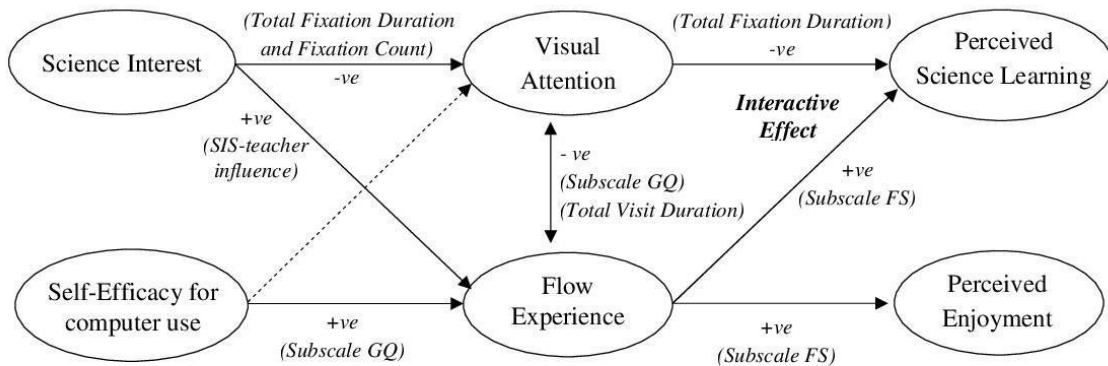 Science Interest
(Total Fixation Duration
and Fixation Count)
-ve
Visual
Attention
(Total Fixation Duration)
-ve
Perceived
Science Learning
+ve
(SIS-teacher
influence)
- ve
(Subscale GQ)
(Total Visit Duration)
Interactive
Effect
+ve
(Subscale FS)
Self-Efficacy for
computer use
+ve
(Subscale GQ)
Flow
Experience
+ve
(Subscale FS)
Perceived
Enjoyment